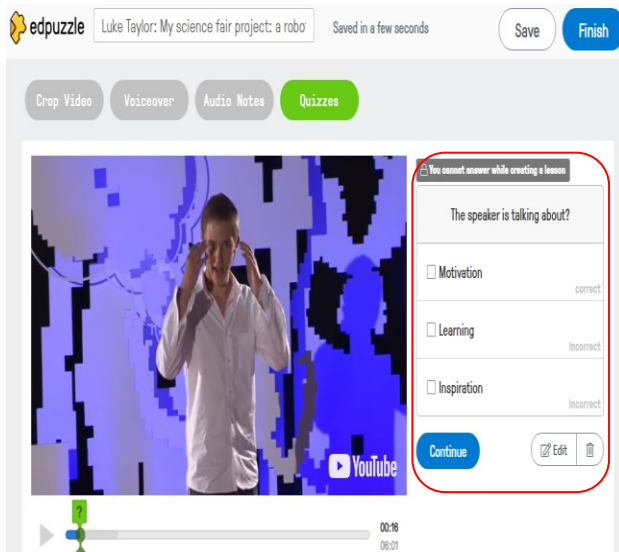 edpuzzle
Luke Taylor: My science fair project: a robo
Saved in a few seconds
Save
Finish
Crop Video
Voiceover
Audio Notes
Quizzes
You cannot answer while creating a lesson
The speaker is talking about?
Motivation
correct
Learning
Incorrect
Inspiration
Incorrect
Continue
Edit
YouTube
?
00:16
06:01